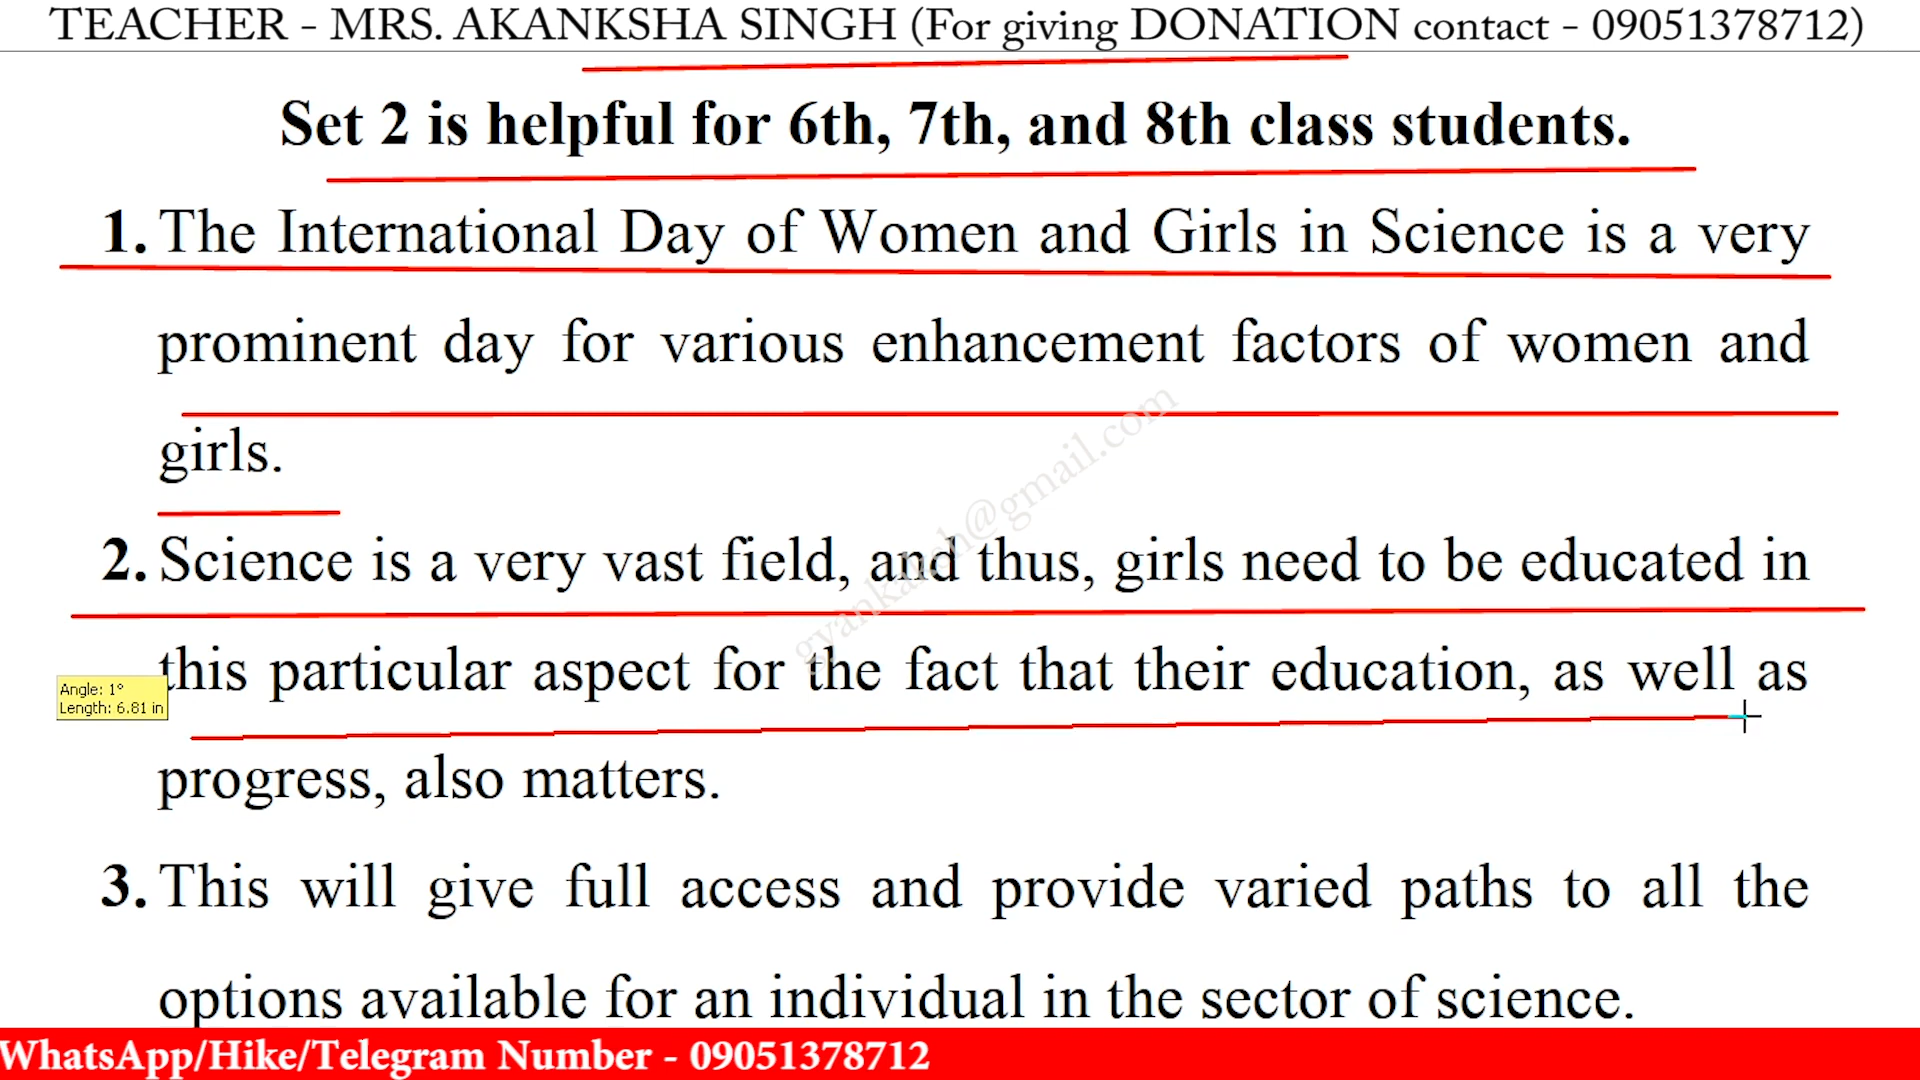 TEACHER - MRS. AKANKSHA SINGH (For giving DONATION contact - 09051378712)
Set 2 is helpful for 6th, 7th, and 8th class students.
1. The International Day of Women and Girls in Science is a very
prominent day for various enhancement factors of women and
girls.
2. Science is a very vast field, and thus, girls need to be educated in
this particular aspect for the fact that their education, as well as
progress, also matters.
3. This will give full access and provide varied paths to all the
options available for an individual in the sector of science.
Angle: 1°
Length: 6.81 in
WhatsApp/Hike/Telegram Number - 09051378712